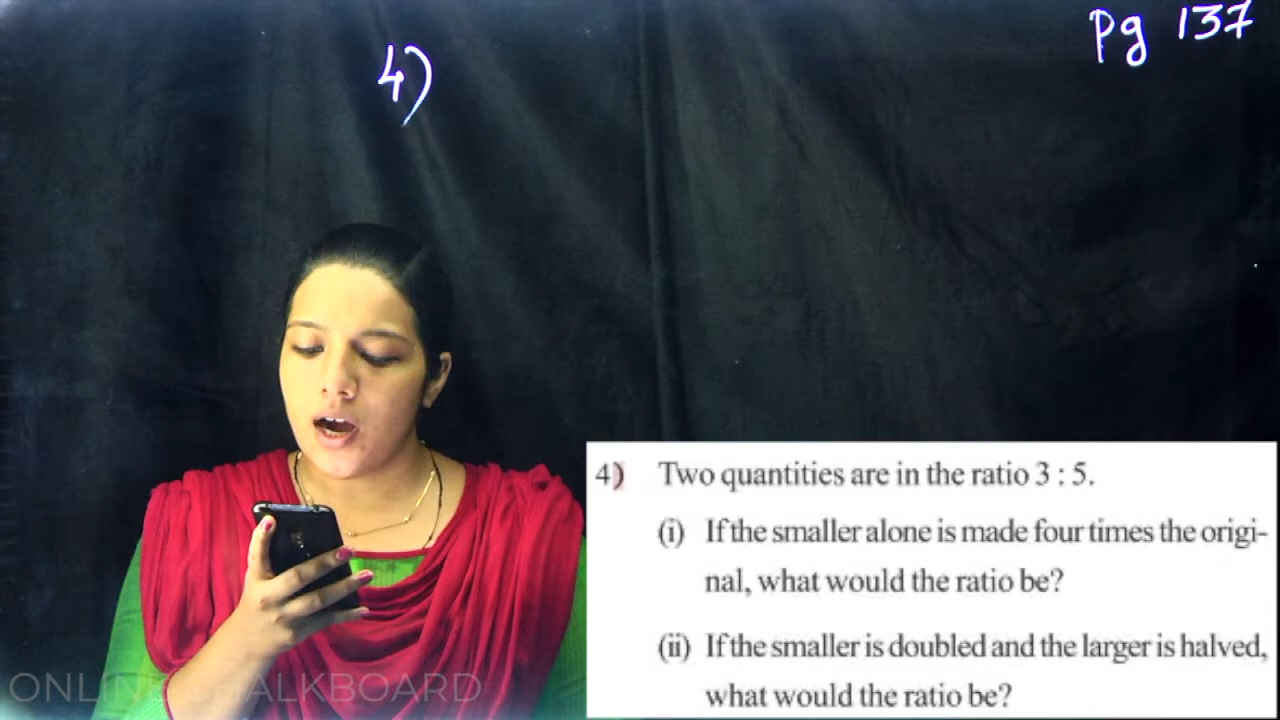 Pg 137
4)
4) Two quantities are in the ratio 3 : 5.
(i) If the smaller alone is made four times the origi-
nal, what would the ratio be?
(ii) If the smaller is doubled and the larger is halved,
what would the ratio be?
ONLINE CHALKBOARD